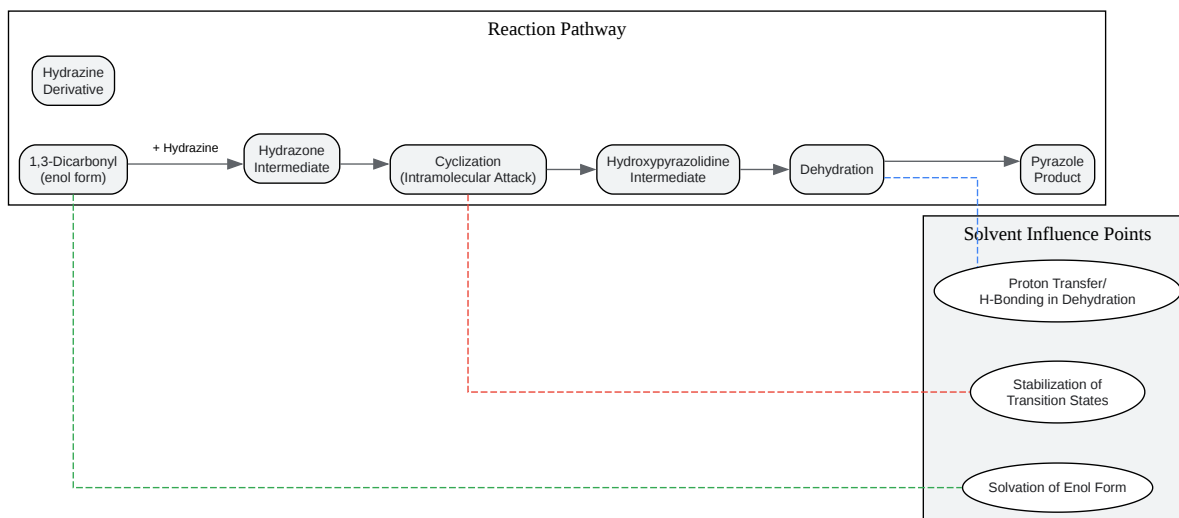 Reaction Pathway
Hydrazine
Derivative
1,3-Dicarbonyl
(enol form)
+ Hydrazine
Hydrazone
Intermediate
Cyclization
(Intramolecular Attack)
Hydroxypyrazolidine
Intermediate
Dehydration
Pyrazole
Product
Solvent Influence Points
Proton Transfer/
H-Bonding in Dehydration
Stabilization of
Transition States
Solvation of Enol Form